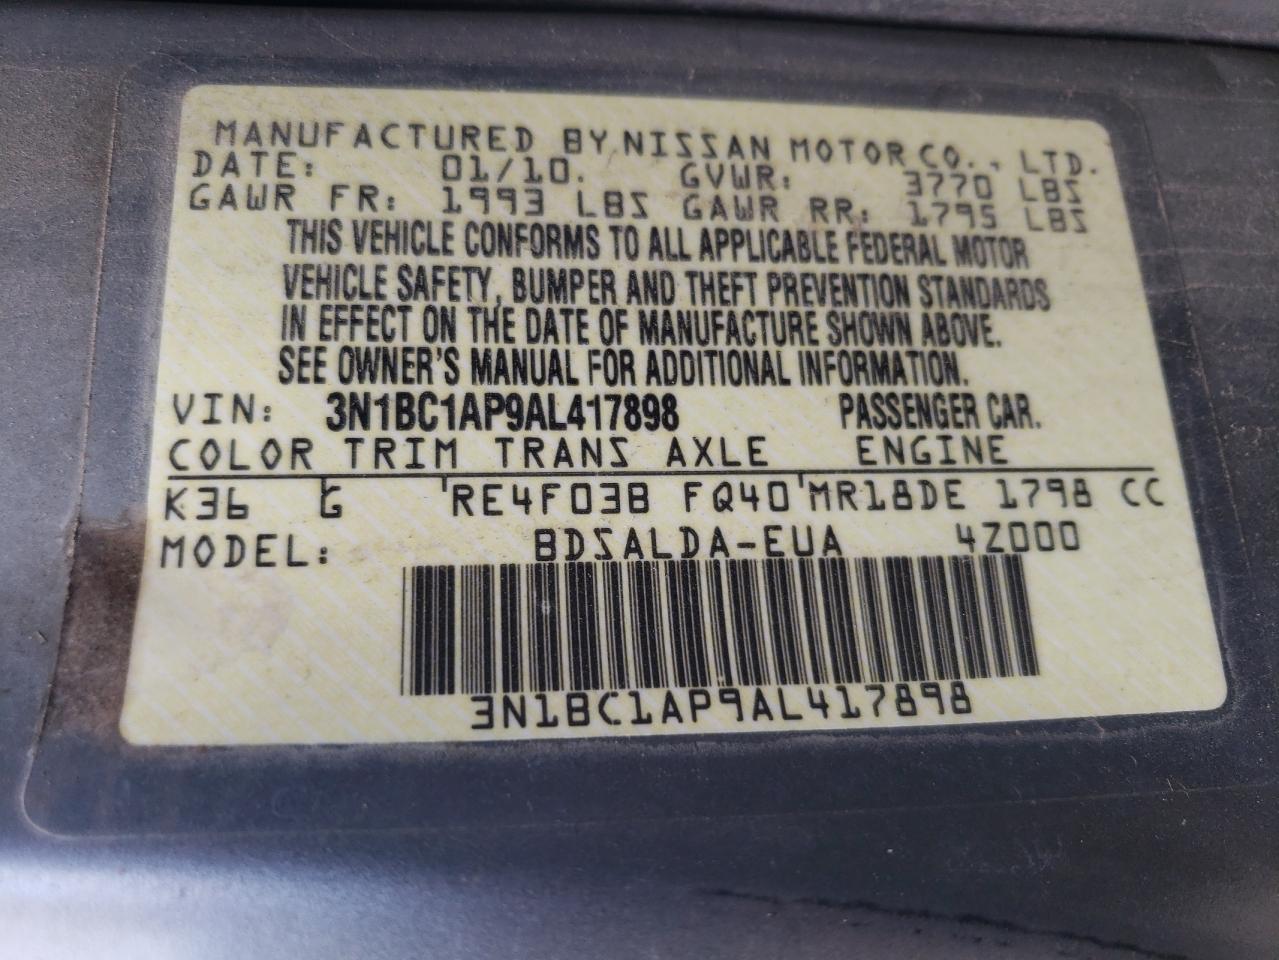 MANUFACTURED BY NISSAN MOTOR CO., LTD.
DATE: 01/10. GVWR: 3770 LBS
GAWR FR: 1993 LBS GAWR RR: 1795 LBS
THIS VEHICLE CONFORMS TO ALL APPLICABLE FEDERAL MOTOR
VEHICLE SAFETY, BUMPER AND THEFT PREVENTION STANDARDS
IN EFFECT ON THE DATE OF MANUFACTURE SHOWN ABOVE.
SEE OWNER'S MANUAL FOR ADDITIONAL INFORMATION.
VIN: 3N1BC1AP9AL417898 PASSENGER CAR.
COLOR TRIM TRANS AXLE ENGINE
K36 G RE4F03B FQ40 MR18DE 1798 CC
MODEL: BDSALDA-EUA 4Z000
3N1BC1AP9AL417898